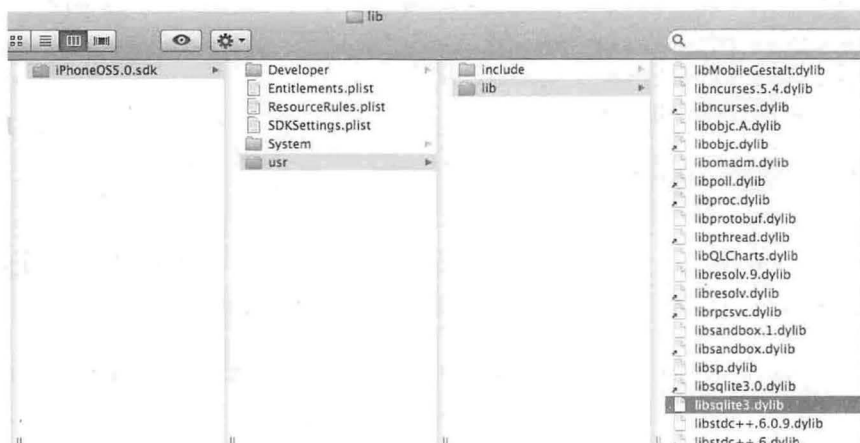 lib
iPhoneOS5.0.sdk
Developer
Entitlements.plist
ResourceRules.plist
SDKSettings.plist
System
usr
include
lib
libMobileGestalt.dylib
libncurses.5.4.dylib
libncurses.dylib
libobjc.A.dylib
libobjc.dylib
libomadm.dylib
libpoll.dylib
libproc.dylib
libprotobuf.dylib
libpthread.dylib
libQLCharts.dylib
libresolv.9.dylib
libresolv.dylib
librpcsvc.dylib
libsandbox.1.dylib
libsandbox.dylib
libsp.dylib
libsqlite3.0.dylib
libsqlite3.dylib
libstdc++.6.0.9.dylib
libstdc++.6.dylib